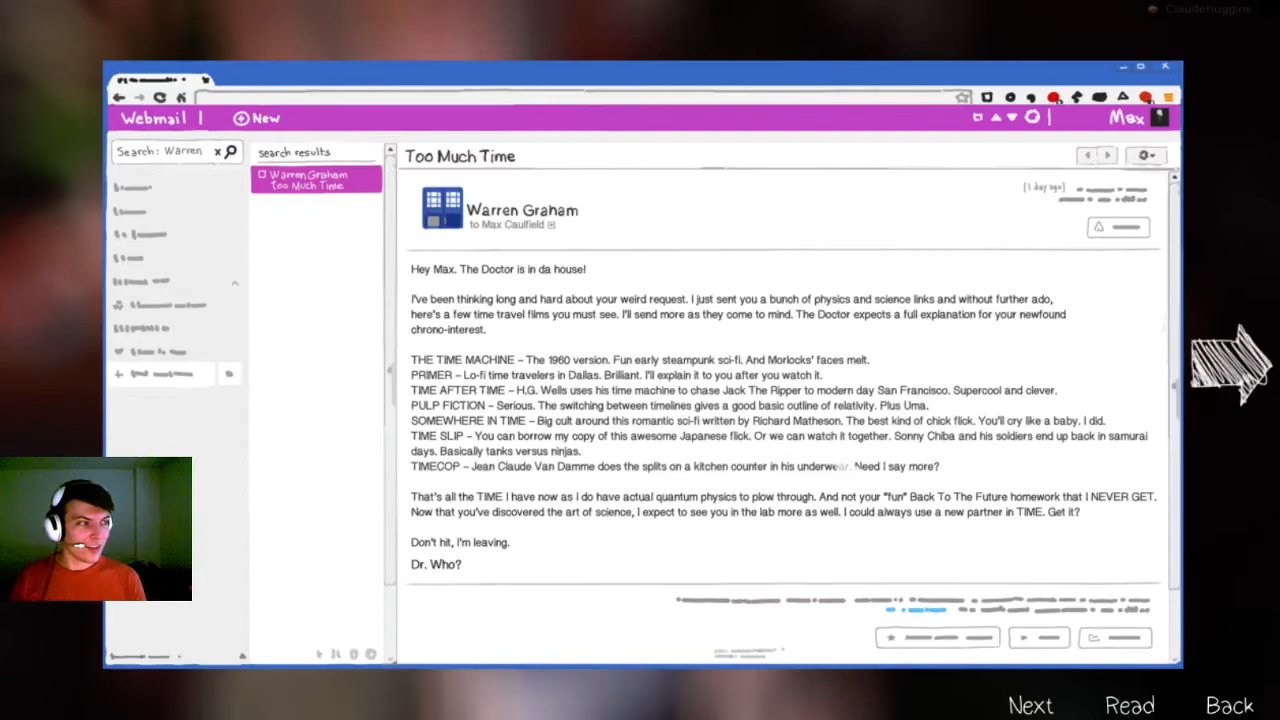 ClaudeHuggins
Webmail |
New
Max
Search: Warren x
search results
Warren Graham
Too Much Time
Too Much Time
[1 day ago]
Warren Graham
to Max Caulfield
Hey Max. The Doctor is in da house!
I've been thinking long and hard about your weird request. I just sent you a bunch of physics and science links and without further ado,
here's a few time travel films you must see. I'll send more as they come to mind. The Doctor expects a full explanation for your newfound
chrono-interest.
THE TIME MACHINE – The 1960 version. Fun early steampunk sci-fi. And Morlocks' faces melt.
PRIMER – Lo-fi time travelers in Dallas. Brilliant. I'll explain it to you after you watch it.
TIME AFTER TIME – H.G. Wells uses his time machine to chase Jack The Ripper to modern day San Francisco. Supercool and clever.
PULP FICTION – Serious. The switching between timelines gives a good basic outline of relativity. Plus Uma.
SOMEWHERE IN TIME – Big cult around this romantic sci-fi written by Richard Matheson. The best kind of chick flick. You'll cry like a baby. I did.
TIME SLIP – You can borrow my copy of this awesome Japanese flick. Or we can watch it together. Sonny Chiba and his soldiers end up back in samurai
days. Basically tanks versus ninjas.
TIMECOP – Jean Claude Van Damme does the splits on a kitchen counter in his underwear. Need I say more?
That's all the TIME I have now as I do have actual quantum physics to plow through. And not your "fun" Back To The Future homework that I NEVER GET.
Now that you've discovered the art of science, I expect to see you in the lab more as well. I could always use a new partner in TIME. Get it?
Don't hit, I'm leaving.
Dr. Who?
Next Read Back